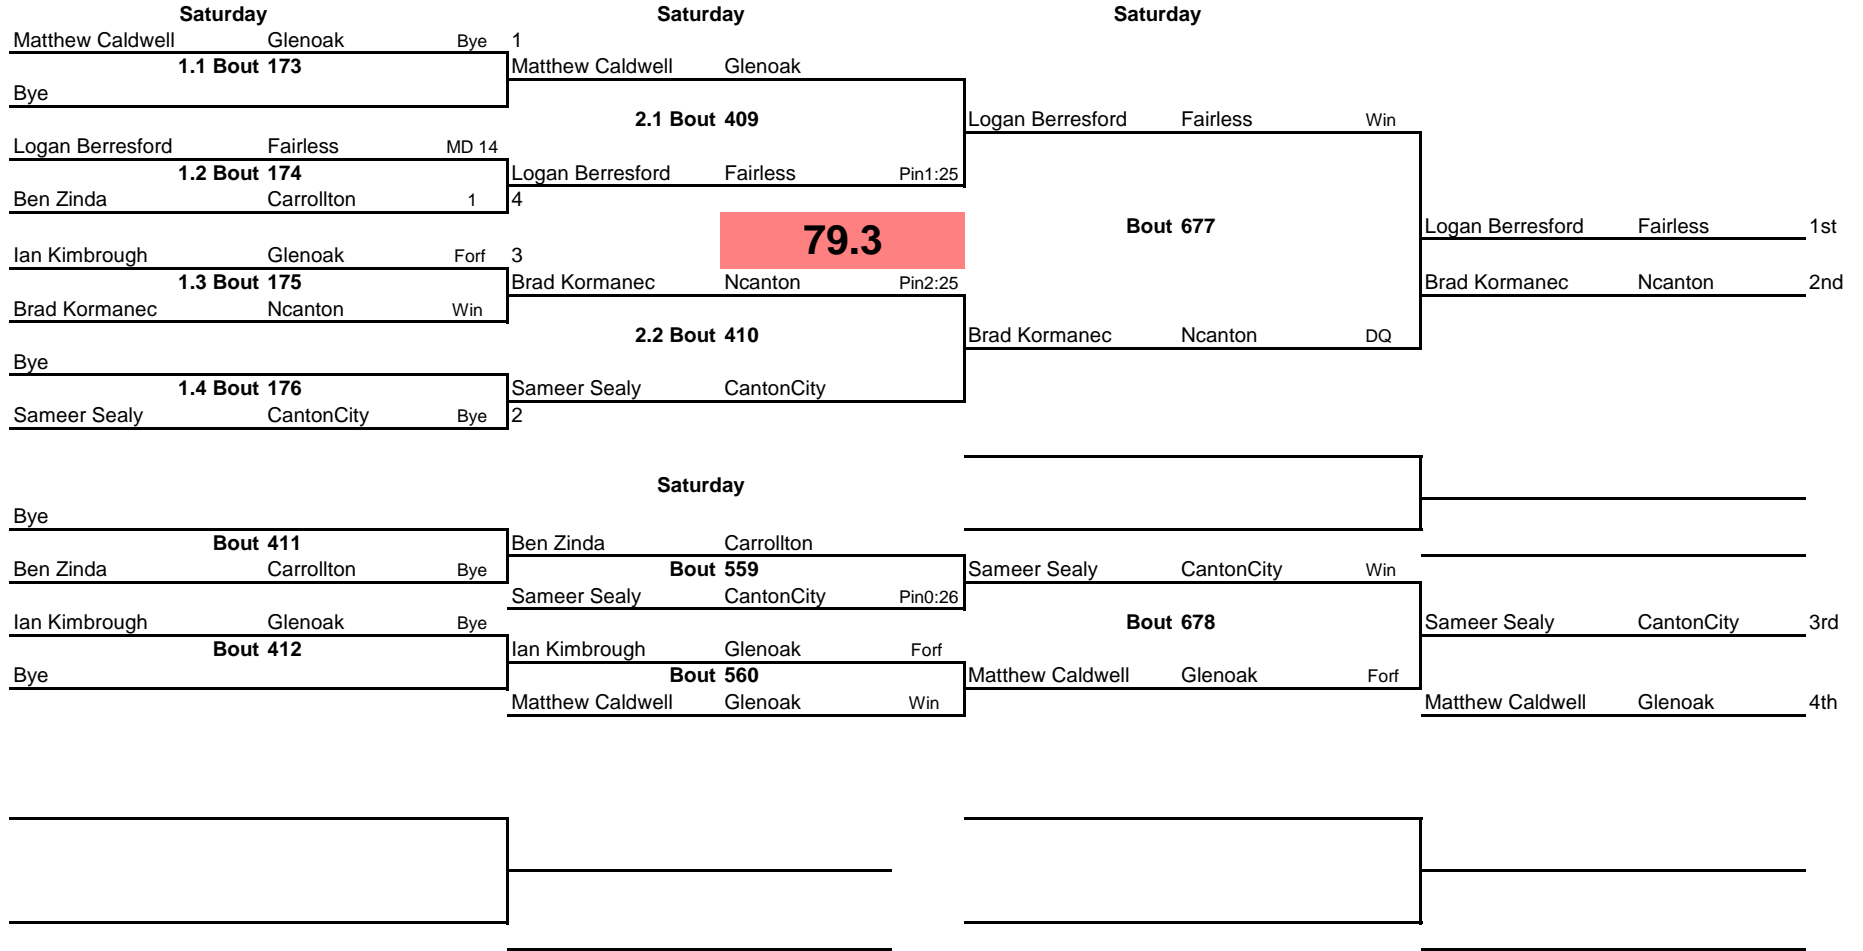 Saturday Saturday Saturday
Matthew Caldwell Glenoak Bye 1
1.1 Bout 173 Matthew Caldwell Glenoak
Bye
2.1 Bout 409 Logan Berresford Fairless Win
Logan Berresford Fairless MD 14
1.2 Bout 174 Logan Berresford Fairless Pin1:25
Ben Zinda Carrollton 1 4
Bout 677 Logan Berresford Fairless 1st
79.3
Ian Kimbrough Glenoak Forf 3
1.3 Bout 175 Brad Kormanec Ncanton Pin2:25 Brad Kormanec Ncanton 2nd
Brad Kormanec Ncanton Win
2.2 Bout 410 Brad Kormanec Ncanton DQ
Bye
1.4 Bout 176 Sameer Sealy CantonCity
Sameer Sealy CantonCity Bye 2
Saturday
Bye
Bout 411 Ben Zinda Carrollton
Ben Zinda Carrollton Bye Bout 559 Sameer Sealy CantonCity Win
Sameer Sealy CantonCity Pin0:26
Ian Kimbrough Glenoak Bye Bout 678 Sameer Sealy CantonCity 3rd
Bout 412 Ian Kimbrough Glenoak Forf
Bye Bout 560 Matthew Caldwell Glenoak Forf
Matthew Caldwell Glenoak Win Matthew Caldwell Glenoak 4th